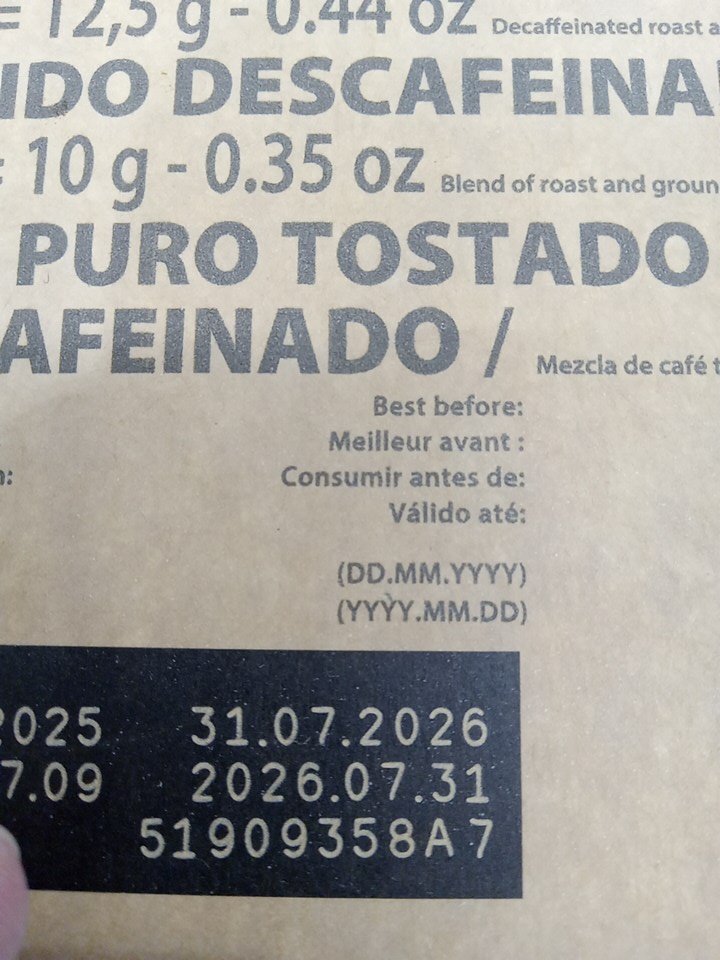 = 12,5 g - 0.44 oz Decaffeinated roast a
IDO DESCAFEINA
= 10 g - 0.35 oz Blend of roast and groun
PURO TOSTADO
AFEINADO / Mezcla de café t
Best before:
Meilleur avant :
n: Consumir antes de:
Válido até:
(DD.MM.YYYY)
(YYYY.MM.DD)
2025 31.07.2026
7.09 2026.07.31
51909358A 7